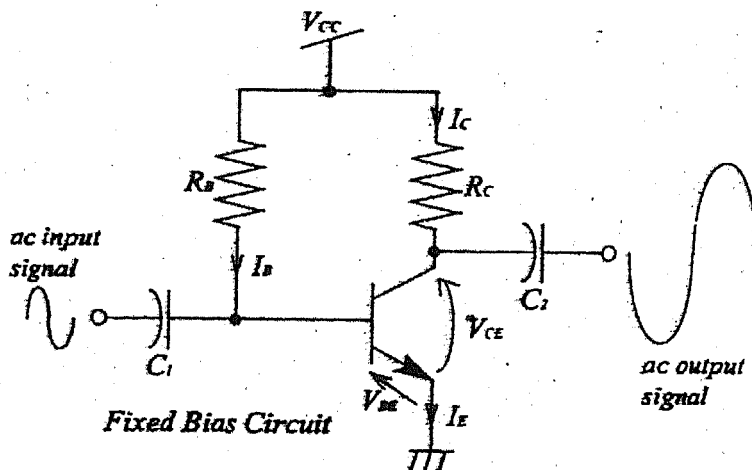 VCC
IC
RB
RC
ac input
signal
IB
C2
VCE
C1
ac output
signal
VBE
IE
Fixed Bias Circuit